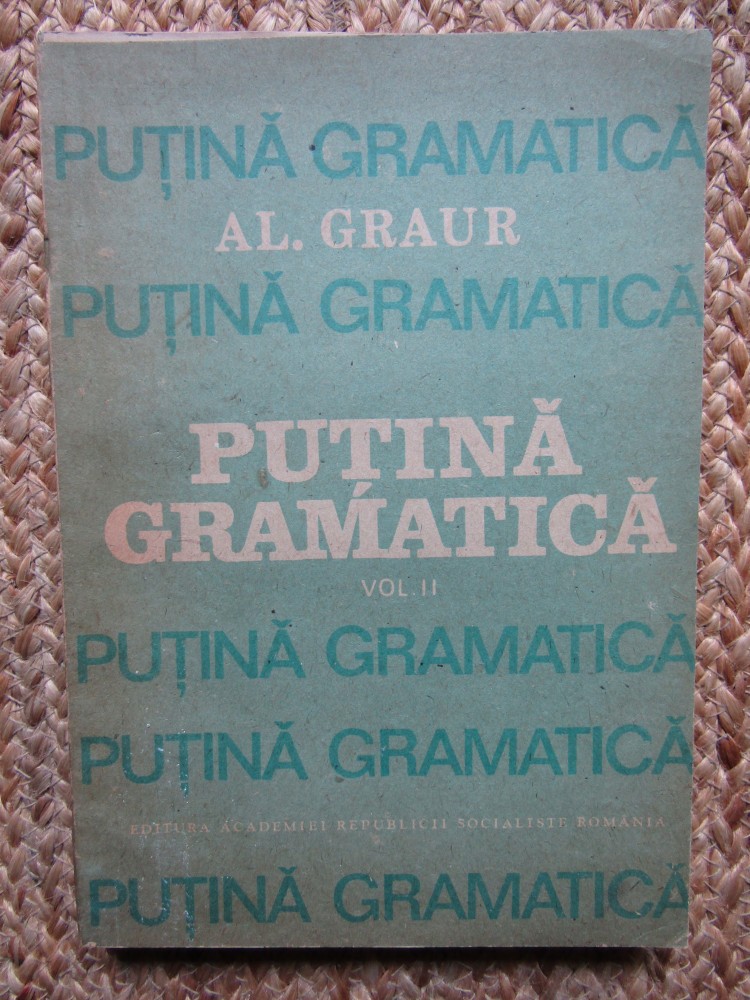 PUȚINĂ GRAMATICĂ
AL. GRAUR
PUȚINĂ GRAMATICĂ
PUȚINĂ
GRAMATICĂ
VOL. II
PUȚINĂ GRAMATICĂ
PUȚINĂ GRAMATICĂ
EDITURA ACADEMIEI REPUBLICII SOCIALISTE ROMÂNIA
PUȚINĂ GRAMATICĂ